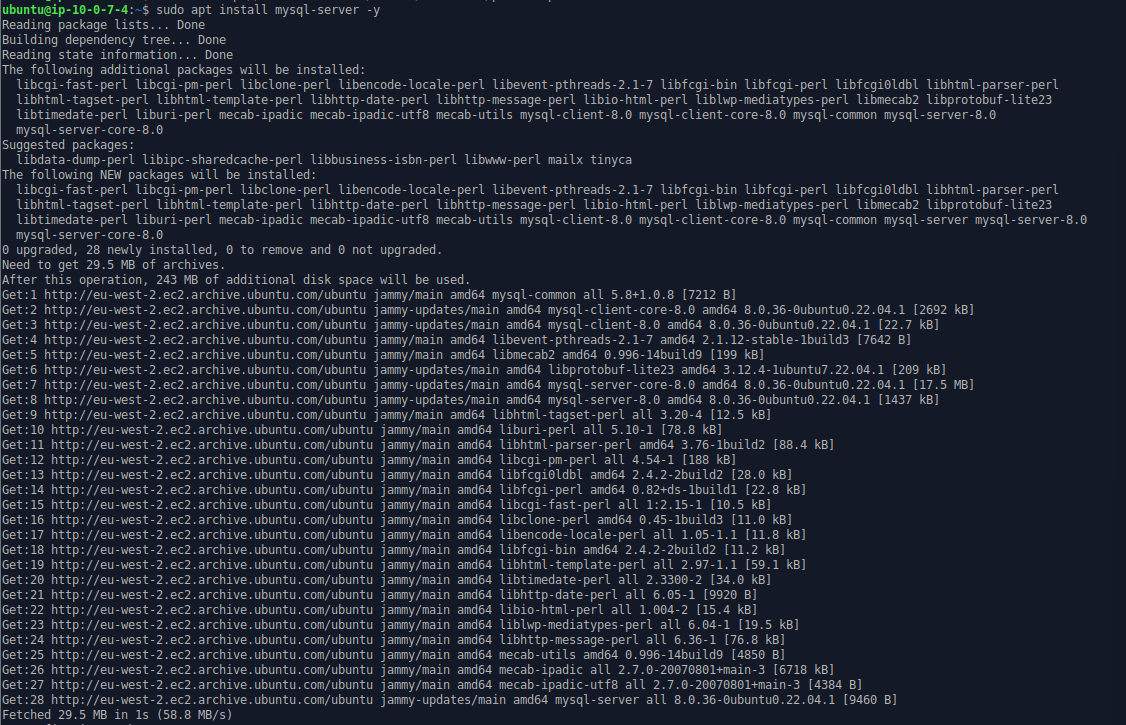 ubuntu@ip-10-0-7-4:~$ sudo apt install mysql-server -y
Reading package lists... Done
Building dependency tree... Done
Reading state information... Done
The following additional packages will be installed:
  libcgi-fast-perl libcgi-pm-perl libclone-perl libencode-locale-perl libevent-pthreads-2.1-7 libfcgi-bin libfcgi-perl libfcgi0ldbl libhtml-parser-perl
  libhtml-tagset-perl libhtml-template-perl libhttp-date-perl libhttp-message-perl libio-html-perl liblwp-mediatypes-perl libmecab2 libprotobuf-lite23
  libtimedate-perl liburi-perl mecab-ipadic mecab-ipadic-utf8 mecab-utils mysql-client-8.0 mysql-client-core-8.0 mysql-common mysql-server-8.0
  mysql-server-core-8.0
Suggested packages:
  libdata-dump-perl libipc-sharedcache-perl libbusiness-isbn-perl libwww-perl mailx tinyca
The following NEW packages will be installed:
  libcgi-fast-perl libcgi-pm-perl libclone-perl libencode-locale-perl libevent-pthreads-2.1-7 libfcgi-bin libfcgi-perl libfcgi0ldbl libhtml-parser-perl
  libhtml-tagset-perl libhtml-template-perl libhttp-date-perl libhttp-message-perl libio-html-perl liblwp-mediatypes-perl libmecab2 libprotobuf-lite23
  libtimedate-perl liburi-perl mecab-ipadic mecab-ipadic-utf8 mecab-utils mysql-client-8.0 mysql-client-core-8.0 mysql-common mysql-server mysql-server-8.0
  mysql-server-core-8.0
0 upgraded, 28 newly installed, 0 to remove and 0 not upgraded.
Need to get 29.5 MB of archives.
After this operation, 243 MB of additional disk space will be used.
Get:1 http://eu-west-2.ec2.archive.ubuntu.com/ubuntu jammy/main amd64 mysql-common all 5.8+1.0.8 [7212 B]
Get:2 http://eu-west-2.ec2.archive.ubuntu.com/ubuntu jammy-updates/main amd64 mysql-client-core-8.0 amd64 8.0.36-0ubuntu0.22.04.1 [2692 kB]
Get:3 http://eu-west-2.ec2.archive.ubuntu.com/ubuntu jammy-updates/main amd64 mysql-client-8.0 amd64 8.0.36-0ubuntu0.22.04.1 [22.7 kB]
Get:4 http://eu-west-2.ec2.archive.ubuntu.com/ubuntu jammy/main amd64 libevent-pthreads-2.1-7 amd64 2.1.12-stable-1build3 [7642 B]
Get:5 http://eu-west-2.ec2.archive.ubuntu.com/ubuntu jammy/main amd64 libmecab2 amd64 0.996-14build9 [199 kB]
Get:6 http://eu-west-2.ec2.archive.ubuntu.com/ubuntu jammy-updates/main amd64 libprotobuf-lite23 amd64 3.12.4-1ubuntu7.22.04.1 [209 kB]
Get:7 http://eu-west-2.ec2.archive.ubuntu.com/ubuntu jammy-updates/main amd64 mysql-server-core-8.0 amd64 8.0.36-0ubuntu0.22.04.1 [17.5 MB]
Get:8 http://eu-west-2.ec2.archive.ubuntu.com/ubuntu jammy-updates/main amd64 mysql-server-8.0 amd64 8.0.36-0ubuntu0.22.04.1 [1437 kB]
Get:9 http://eu-west-2.ec2.archive.ubuntu.com/ubuntu jammy/main amd64 libhtml-tagset-perl all 3.20-4 [12.5 kB]
Get:10 http://eu-west-2.ec2.archive.ubuntu.com/ubuntu jammy/main amd64 liburi-perl all 5.10-1 [78.8 kB]
Get:11 http://eu-west-2.ec2.archive.ubuntu.com/ubuntu jammy/main amd64 libhtml-parser-perl amd64 3.76-1build2 [88.4 kB]
Get:12 http://eu-west-2.ec2.archive.ubuntu.com/ubuntu jammy/main amd64 libcgi-pm-perl all 4.54-1 [188 kB]
Get:13 http://eu-west-2.ec2.archive.ubuntu.com/ubuntu jammy/main amd64 libfcgi0ldbl amd64 2.4.2-2build2 [28.0 kB]
Get:14 http://eu-west-2.ec2.archive.ubuntu.com/ubuntu jammy/main amd64 libfcgi-perl amd64 0.82+ds-1build1 [22.8 kB]
Get:15 http://eu-west-2.ec2.archive.ubuntu.com/ubuntu jammy/main amd64 libcgi-fast-perl all 1:2.15-1 [10.5 kB]
Get:16 http://eu-west-2.ec2.archive.ubuntu.com/ubuntu jammy/main amd64 libclone-perl amd64 0.45-1build3 [11.0 kB]
Get:17 http://eu-west-2.ec2.archive.ubuntu.com/ubuntu jammy/main amd64 libencode-locale-perl all 1.05-1.1 [11.8 kB]
Get:18 http://eu-west-2.ec2.archive.ubuntu.com/ubuntu jammy/main amd64 libfcgi-bin amd64 2.4.2-2build2 [11.2 kB]
Get:19 http://eu-west-2.ec2.archive.ubuntu.com/ubuntu jammy/main amd64 libhtml-template-perl all 2.97-1.1 [59.1 kB]
Get:20 http://eu-west-2.ec2.archive.ubuntu.com/ubuntu jammy/main amd64 libtimedate-perl all 2.3300-2 [34.0 kB]
Get:21 http://eu-west-2.ec2.archive.ubuntu.com/ubuntu jammy/main amd64 libhttp-date-perl all 6.05-1 [9920 B]
Get:22 http://eu-west-2.ec2.archive.ubuntu.com/ubuntu jammy/main amd64 libio-html-perl all 1.004-2 [15.4 kB]
Get:23 http://eu-west-2.ec2.archive.ubuntu.com/ubuntu jammy/main amd64 liblwp-mediatypes-perl all 6.04-1 [19.5 kB]
Get:24 http://eu-west-2.ec2.archive.ubuntu.com/ubuntu jammy/main amd64 libhttp-message-perl all 6.36-1 [76.8 kB]
Get:25 http://eu-west-2.ec2.archive.ubuntu.com/ubuntu jammy/main amd64 mecab-utils amd64 0.996-14build9 [4850 B]
Get:26 http://eu-west-2.ec2.archive.ubuntu.com/ubuntu jammy/main amd64 mecab-ipadic all 2.7.0-20070801+main-3 [6718 kB]
Get:27 http://eu-west-2.ec2.archive.ubuntu.com/ubuntu jammy/main amd64 mecab-ipadic-utf8 all 2.7.0-20070801+main-3 [4384 B]
Get:28 http://eu-west-2.ec2.archive.ubuntu.com/ubuntu jammy-updates/main amd64 mysql-server all 8.0.36-0ubuntu0.22.04.1 [9460 B]
Fetched 29.5 MB in 1s (58.8 MB/s)